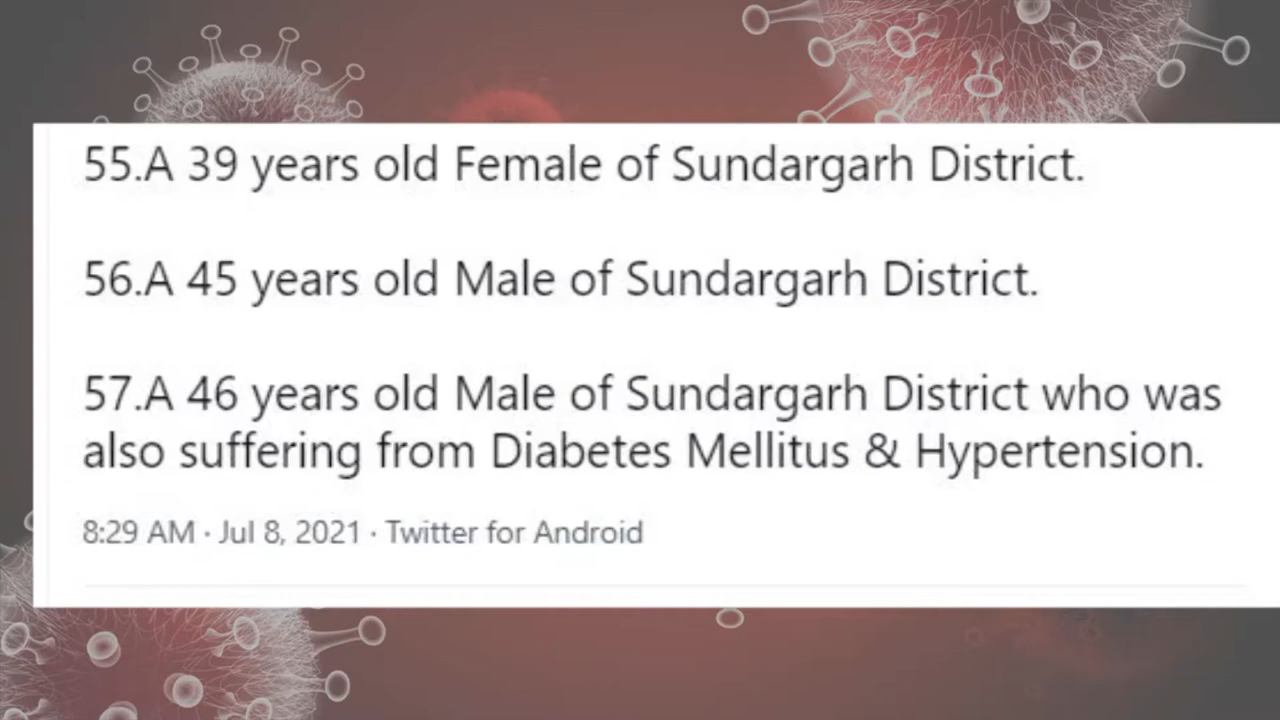 55.A 39 years old Female of Sundargarh District.
56.A 45 years old Male of Sundargarh District.
57.A 46 years old Male of Sundargarh District who was
also suffering from Diabetes Mellitus & Hypertension.
8:29 AM · Jul 8, 2021 · Twitter for Android